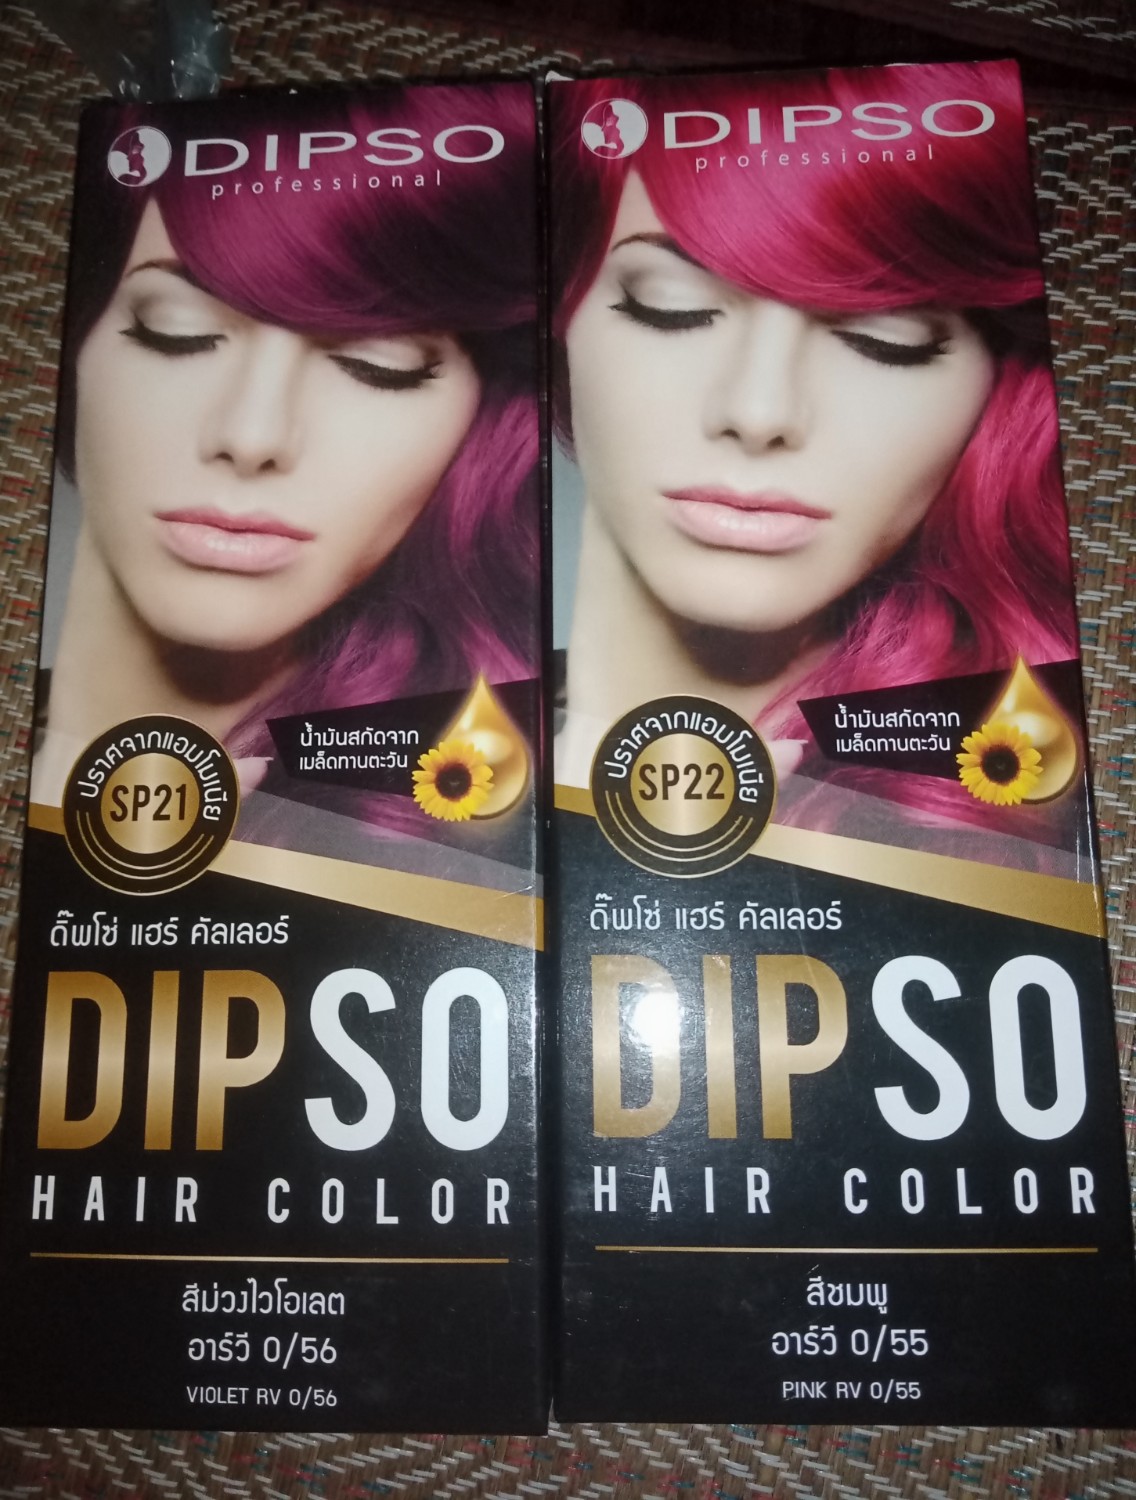 DIPSO
professional
น้ำมันสกัดจาก
เมล็ดทานตะวัน
ปราศจากแอมโมเนีย
SP21
ดิ๊พโซ่ แฮร์ คัลเลอร์
DIPSO
HAIR COLOR
สีม่วงไวโอเลต
อาร์วี 0/56
VIOLET RV 0/56
DIPSO
professional
น้ำมันสกัดจาก
เมล็ดทานตะวัน
ปราศจากแอมโมเนีย
SP22
ดิ๊พโซ่ แฮร์ คัลเลอร์
DIPSO
HAIR COLOR
สีชมพู
อาร์วี 0/55
PINK RV 0/55